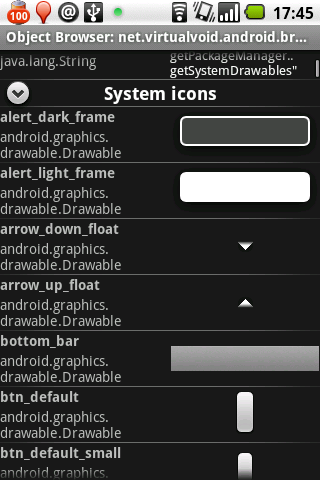 100 @ 17:45
Object Browser: net.virtualvoid.android.br...
java.lang.String
getPackageManager..
getSystemDrawables"
System icons
alert_dark_frame
android.graphics.
drawable.Drawable
alert_light_frame
android.graphics.
drawable.Drawable
arrow_down_float
android.graphics.
drawable.Drawable
arrow_up_float
android.graphics.
drawable.Drawable
bottom_bar
android.graphics.
drawable.Drawable
btn_default
android.graphics.
drawable.Drawable
btn_default_small
android.graphics.